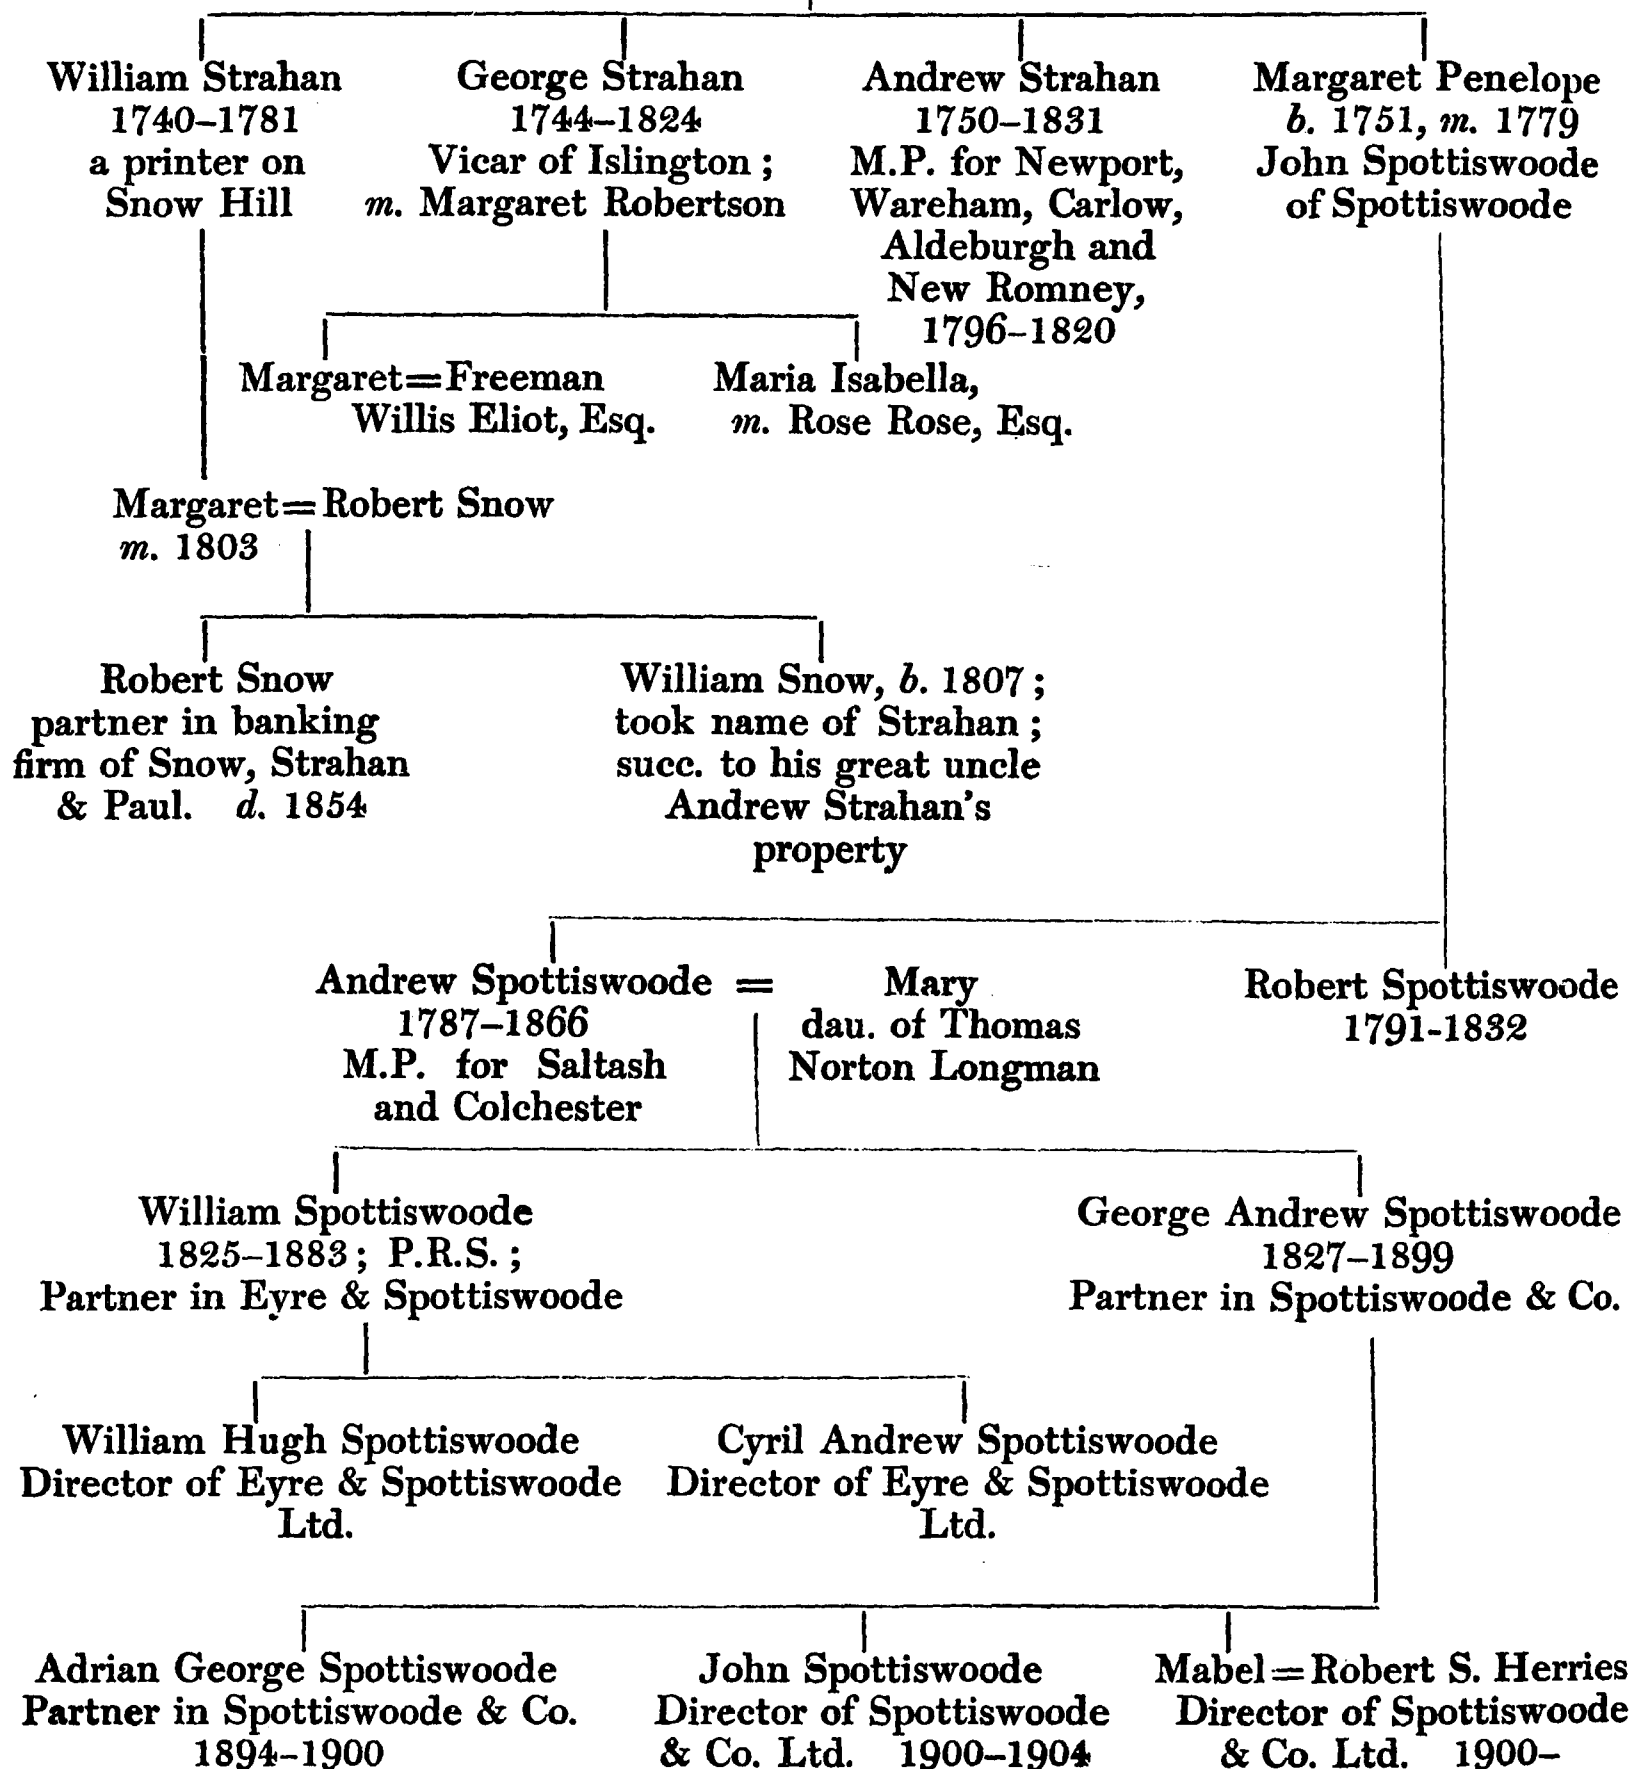 William Strahan
1740–1781
a printer on
Snow Hill
George Strahan
1744–1824
Vicar of Islington ;
m. Margaret Robertson
Andrew Strahan
1750–1831
M.P. for Newport,
Wareham, Carlow,
Aldeburgh and
New Romney,
1796–1820
Margaret Penelope
b. 1751, m. 1779
John Spottiswoode
of Spottiswoode
Margaret=Freeman
Willis Eliot, Esq.
Maria Isabella,
m. Rose Rose, Esq.
Margaret=Robert Snow
m. 1803
Robert Snow
partner in banking
firm of Snow, Strahan
& Paul. d. 1854
William Snow, b. 1807 ;
took name of Strahan ;
succ. to his great uncle
Andrew Strahan's
property
Andrew Spottiswoode =
1787–1866
M.P. for Saltash
and Colchester
Mary
dau. of Thomas
Norton Longman
Robert Spottiswoode
1791-1832
William Spottiswoode
1825–1883 ; P.R.S. ;
Partner in Eyre & Spottiswoode
George Andrew Spottiswoode
1827–1899
Partner in Spottiswoode & Co.
William Hugh Spottiswoode
Director of Eyre & Spottiswoode
Ltd.
Cyril Andrew Spottiswoode
Director of Eyre & Spottiswoode
Ltd.
Adrian George Spottiswoode
Partner in Spottiswoode & Co.
1894–1900
John Spottiswoode
Director of Spottiswoode
& Co. Ltd. 1900–1904
Mabel=Robert S. Herries
Director of Spottiswoode
& Co. Ltd. 1900–